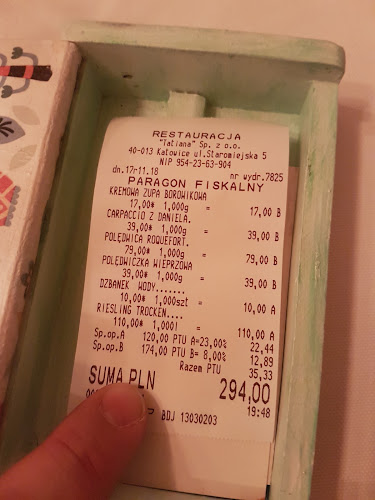 RESTAURACJA
"Tatiana" Sp. z o.o.
40-013 Katowice ul.Staromiejska 5
NIP 954-23-63-904
dn.17-11.18 nr wydr.7825
PARAGON FISKALNY
KREMOWA ZUPA BOROWIKOWA
17,00* 1,000g = 17,00 B
CARPACCIO Z DANIELA.
39,00* 1,000g = 39,00 B
POLĘDWICA ROQUEFORT.
79,00* 1,000g = 79,00 B
POLĘDWICZKA WIEPRZOWA
39,00* 1,000g = 39,00 B
DZBANEK WODY.......
10,00* 1,000szt = 10,00 A
RIESLING TROCKEN....
110,00* 1,000l = 110,00 A
Sp.op.A 120,00 PTU A=23,00% 22,44
Sp.op.B 174,00 PTU B= 8,00% 12,89
Razem PTU 35,33
SUMA PLN 294,00
19:48
P BDJ 13030203